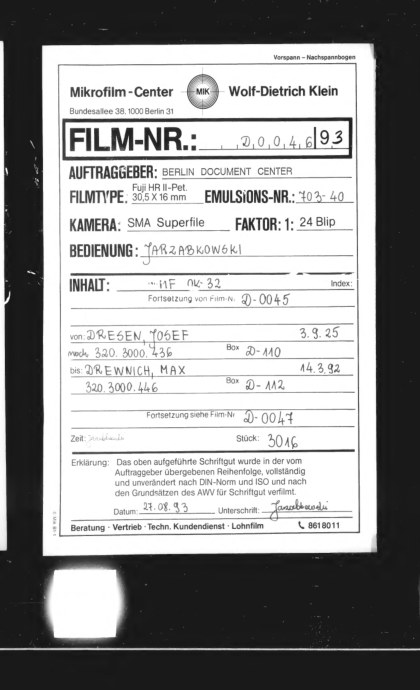 Vorspann – Nachspannbogen
Mikrofilm-Center MIK Wolf-Dietrich Klein
Bundesallee 38, 1000 Berlin 31
FILM-NR.: D,0,0,4,6|93
AUFTRAGGEBER: BERLIN DOCUMENT CENTER
FILMTYPE: Fuji HR II-Pet. 30,5 X 16 mm EMULSIONS-NR.: 703-40
KAMERA: SMA Superfile FAKTOR: 1: 24 Blip
BEDIENUNG: JARZABKOWSKI
INHALT: MF NK-32 Index:
Fortsetzung von Film-Nr. D-0045
von: DRESEN, JOSEF 3.9.25
mech. 320.3000.436 Box D-110
bis: DREWNICH, MAX 14.3.92
320.3000.446 Box D-112
Fortsetzung siehe Film-Nr. D-0047
Zeit: Stück: 3016
Erklärung: Das oben aufgeführte Schriftgut wurde in der vom
Auftraggeber übergebenen Reihenfolge, vollständig
und unverändert nach DIN-Norm und ISO und nach
den Grundsätzen des AWV für Schriftgut verfilmt.
Datum: 27.08.93 Unterschrift: Jarzabkowski
Beratung · Vertrieb · Techn. Kundendienst · Lohnfilm 8618011